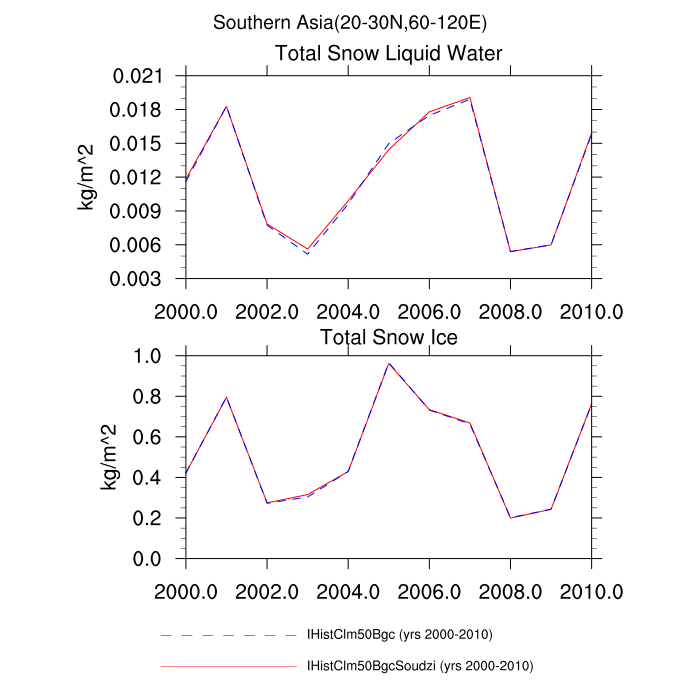 Southern Asia(20-30N,60-120E)
Total Snow Liquid Water
0.021
0.018
0.015
0.012
0.009
0.006
0.003
kg/m^2
2000.0 2002.0 2004.0 2006.0 2008.0 2010.0
Total Snow Ice
1.0
0.8
0.6
0.4
0.2
0.0
kg/m^2
2000.0 2002.0 2004.0 2006.0 2008.0 2010.0
IHistClm50Bgc (yrs 2000-2010)
IHistClm50BgcSoudzi (yrs 2000-2010)